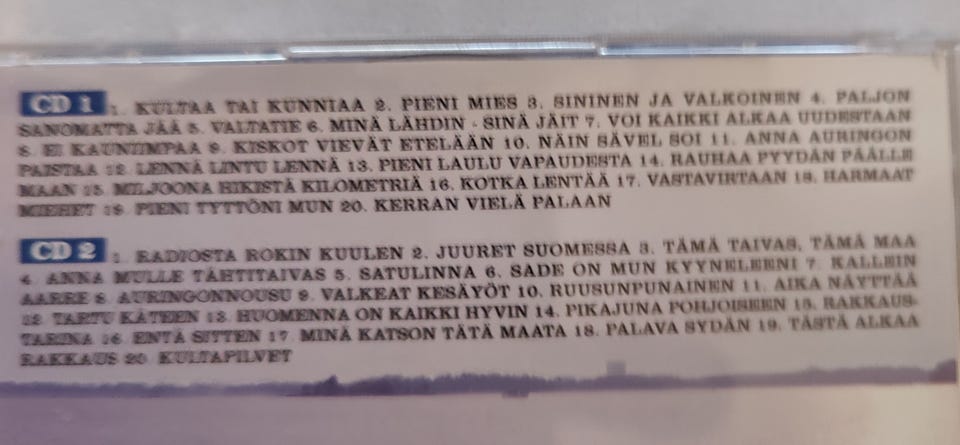 CD 1 1. KULTAA TAI KUNNIAA 2. PIENI MIES 3. SININEN JA VALKOINEN 4. PALJON
SANOMATTA JÄÄ 5. VALTATIE 6. MINÄ LÄHDIN - SINÄ JÄIT 7. VOI KAIKKI ALKAA UUDESTAAN
8. EI KAUNIIMPAA 9. KISKOT VIEVÄT ETELÄÄN 10. NÄIN SÄVEL SOI 11. ANNA AURINGON
PAISTAA 12. LENNÄ LINTU LENNÄ 13. PIENI LAULU VAPAUDESTA 14. RAUHAA PYYDÄN PÄÄLLE
MAAN 15. MILJOONA HIKISTÄ KILOMETRIÄ 16. KOTKA LENTÄÄ 17. VASTAVIRTAAN 18. HARMAAT
MIEHET 19. PIENI TYTTÖNI MUN 20. KERRAN VIELÄ PALAAN
CD 2 1. RADIOSTA ROKIN KUULEN 2. JUURET SUOMESSA 3. TÄMÄ TAIVAS, TÄMÄ MAA
4. ANNA MULLE TÄHTITAIVAS 5. SATULINNA 6. SADE ON MUN KYYNELEENI 7. KALLEIN
AARRE 8. AURINGONNOUSU 9. VALKEAT KESÄYÖT 10. RUUSUNPUNAINEN 11. AIKA NÄYTTÄÄ
12. TARTU KÄTEEN 13. HUOMENNA ON KAIKKI HYVIN 14. PIKAJUNA POHJOISEEN 15. RAKKAUS-
TARINA 16. ENTÄ SITTEN 17. MINÄ KATSON TÄTÄ MAATA 18. PALAVA SYDÄN 19. TÄSTÄ ALKAA
RAKKAUS 20. KULTAPILVET